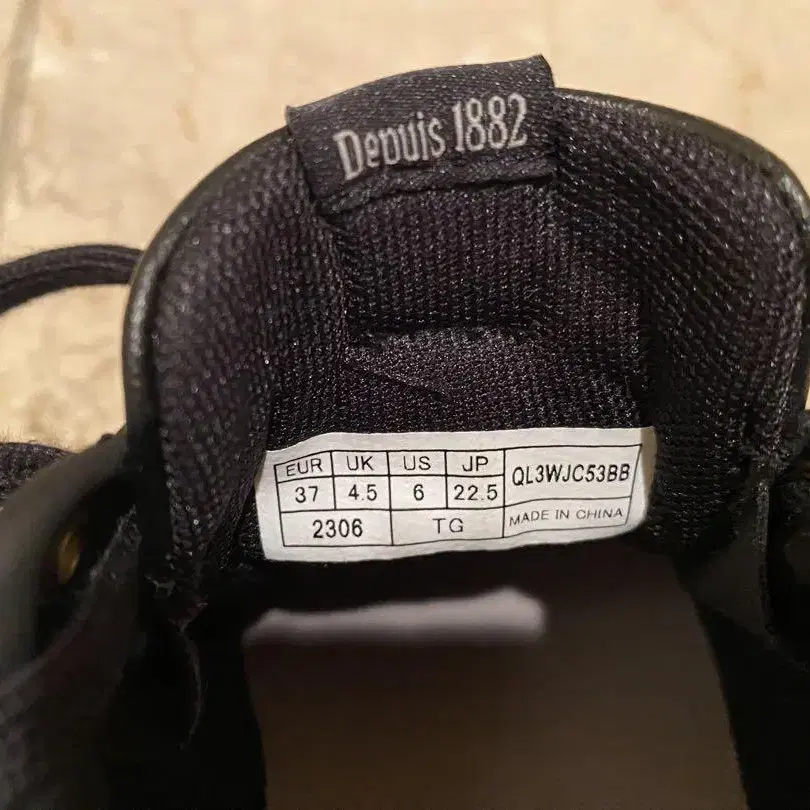 Depuis 1882
EUR UK US JP QL3WJC53BB
37 4.5 6 22.5
2306 TG MADE IN CHINA